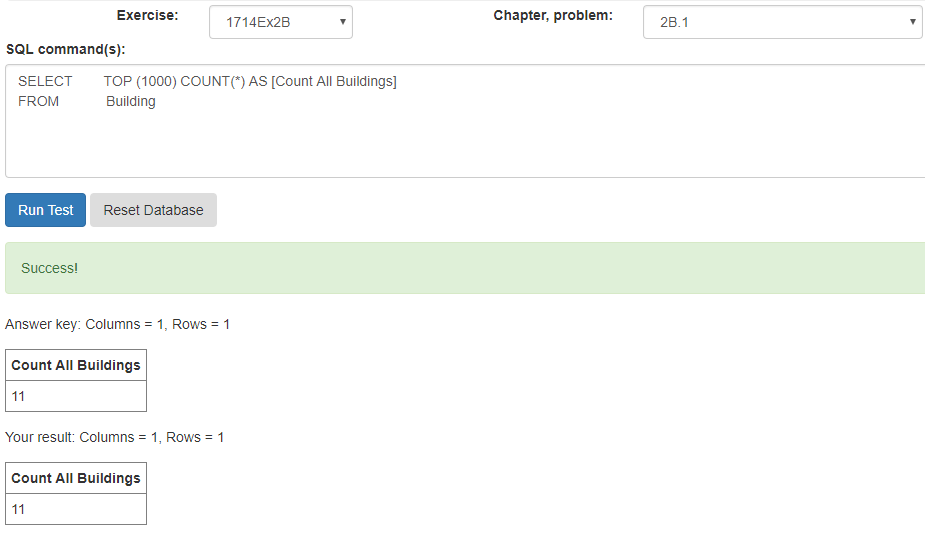 Exercise: 1714Ex2B Chapter, problem: 2B.1
SQL command(s):
SELECT TOP (1000) COUNT(*) AS [Count All Buildings]
FROM Building
Run Test Reset Database
Success!
Answer key: Columns = 1, Rows = 1
Count All Buildings
11
Your result: Columns = 1, Rows = 1
Count All Buildings
11